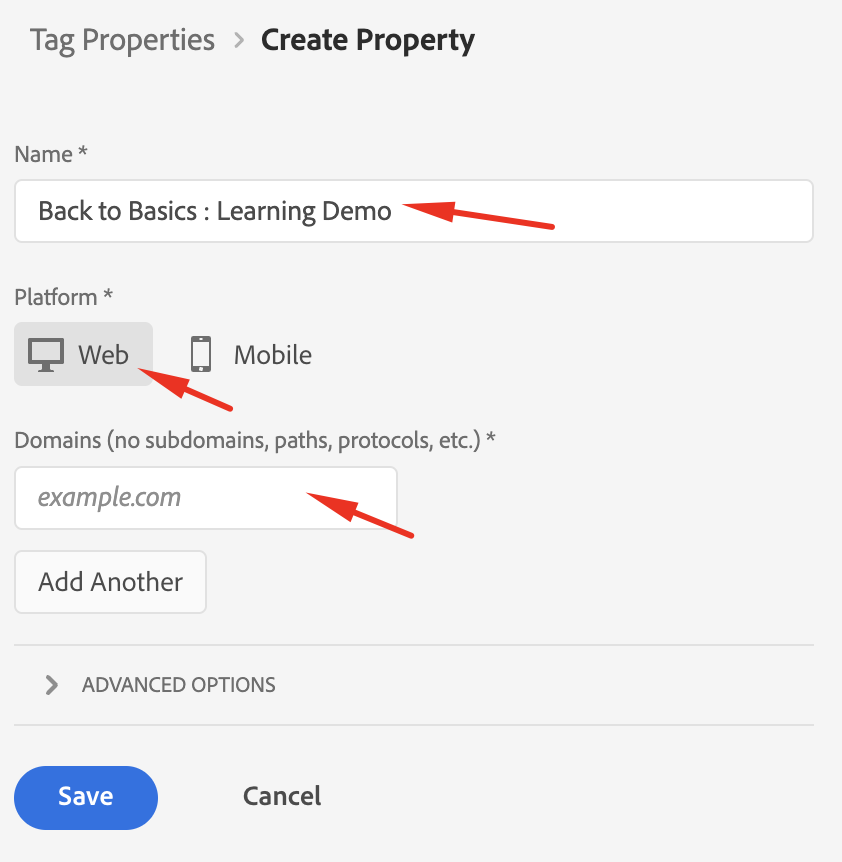 Tag Properties > Create Property
Name *
Back to Basics : Learning Demo
Platform *
Web Mobile
Domains (no subdomains, paths, protocols, etc.) *
example.com
Add Another
ADVANCED OPTIONS
Save Cancel